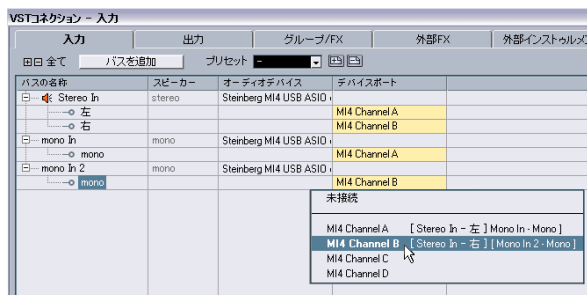 VSTコネクション - 入力
入力 出力 グループ/FX 外部FX 外部インストゥルメ
全て バスを追加 プリセット -
バスの名称 スピーカー オーディオデバイス デバイスポート
Stereo In stereo Steinberg MI4 USB ASIO
左 MI4 Channel A
右 MI4 Channel B
mono In mono Steinberg MI4 USB ASIO
mono MI4 Channel A
mono In 2 mono Steinberg MI4 USB ASIO
mono MI4 Channel B
未接続
MI4 Channel A [ Stereo In - 左 ] Mono In - Mono ]
MI4 Channel B [ Stereo In - 右 ] [ Mono In 2 - Mono ]
MI4 Channel C
MI4 Channel D